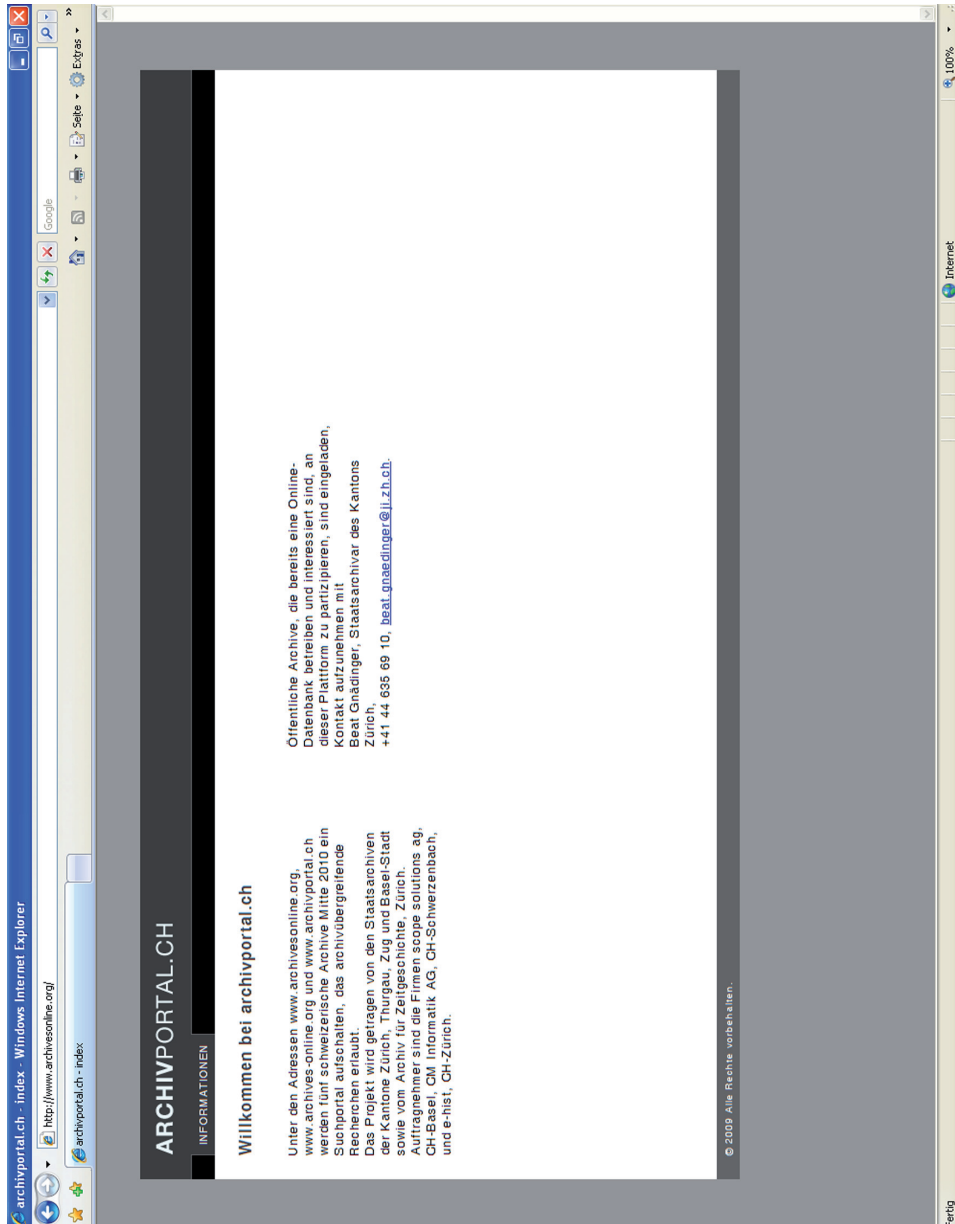 archivportal.ch - index - Windows Internet Explorer
http://www.archivesonline.org/
Google
archivportal.ch - index
Seite
Extras
»
ARCHIVPORTAL.CH
INFORMATIONEN
Willkommen bei archivportal.ch
Unter den Adressen www.archivesonline.org,
www.archives-online.org und www.archivportal.ch
werden fünf schweizerische Archive Mitte 2010 ein
Suchportal aufschalten, das archivübergreifende
Recherchen erlaubt.
Das Projekt wird getragen von den Staatsarchiven
der Kantone Zürich, Thurgau, Zug und Basel-Stadt
sowie vom Archiv für Zeitgeschichte, Zürich.
Auftragnehmer sind die Firmen scope solutions ag,
CH-Basel, CM Informatik AG, CH-Schwerzenbach,
und e-hist, CH-Zürich.
Öffentliche Archive, die bereits eine Online-
Datenbank betreiben und interessiert sind, an
dieser Plattform zu partizipieren, sind eingeladen,
Kontakt aufzunehmen mit
Beat Gnädinger, Staatsarchivar des Kantons
Zürich,
+41 44 635 69 10, beat.gnaedinger@ji.zh.ch.
© 2009 Alle Rechte vorbehalten.
Fertig
Internet
100%